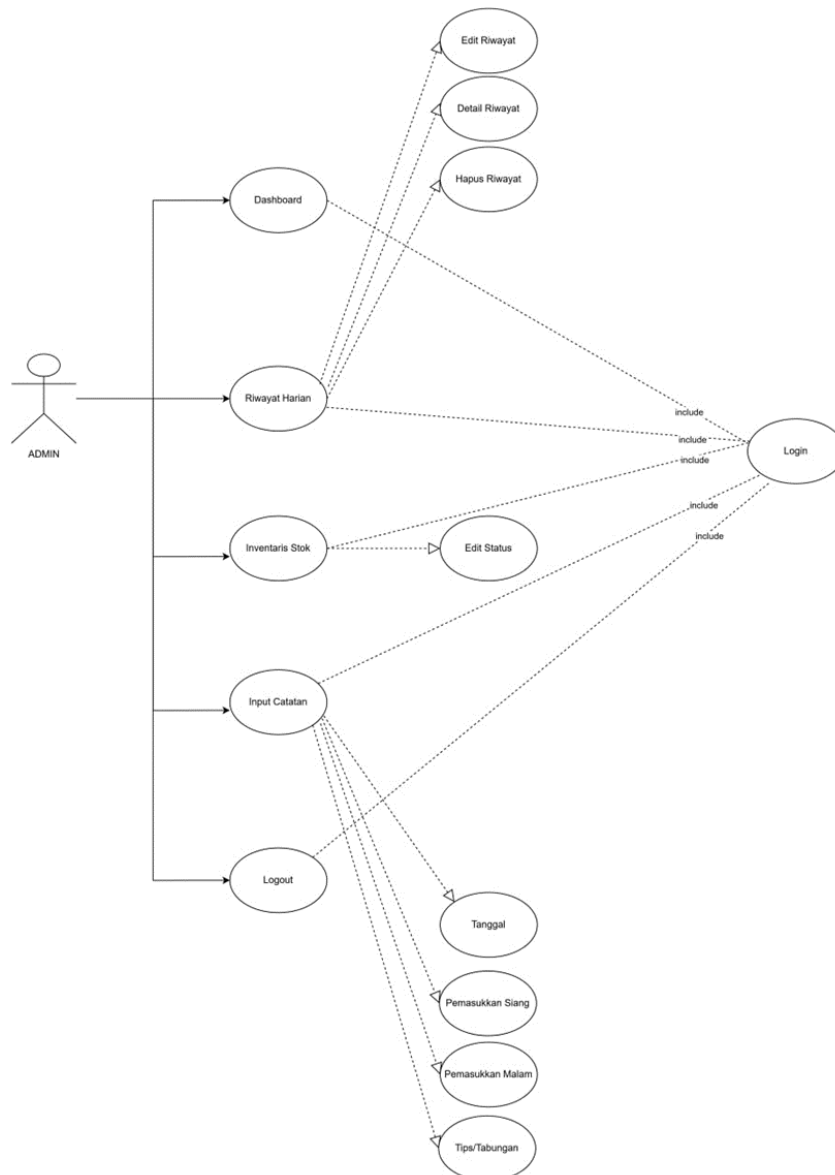 Edit Riwayat
Detail Riwayat
Hapus Riwayat
Dashboard
ADMIN
Riwayat Harian
include
include
include
include
include
Login
Inventaris Stok
Edit Status
Input Catatan
Logout
Tanggal
Pemasukkan Siang
Pemasukkan Malam
Tips/Tabungan